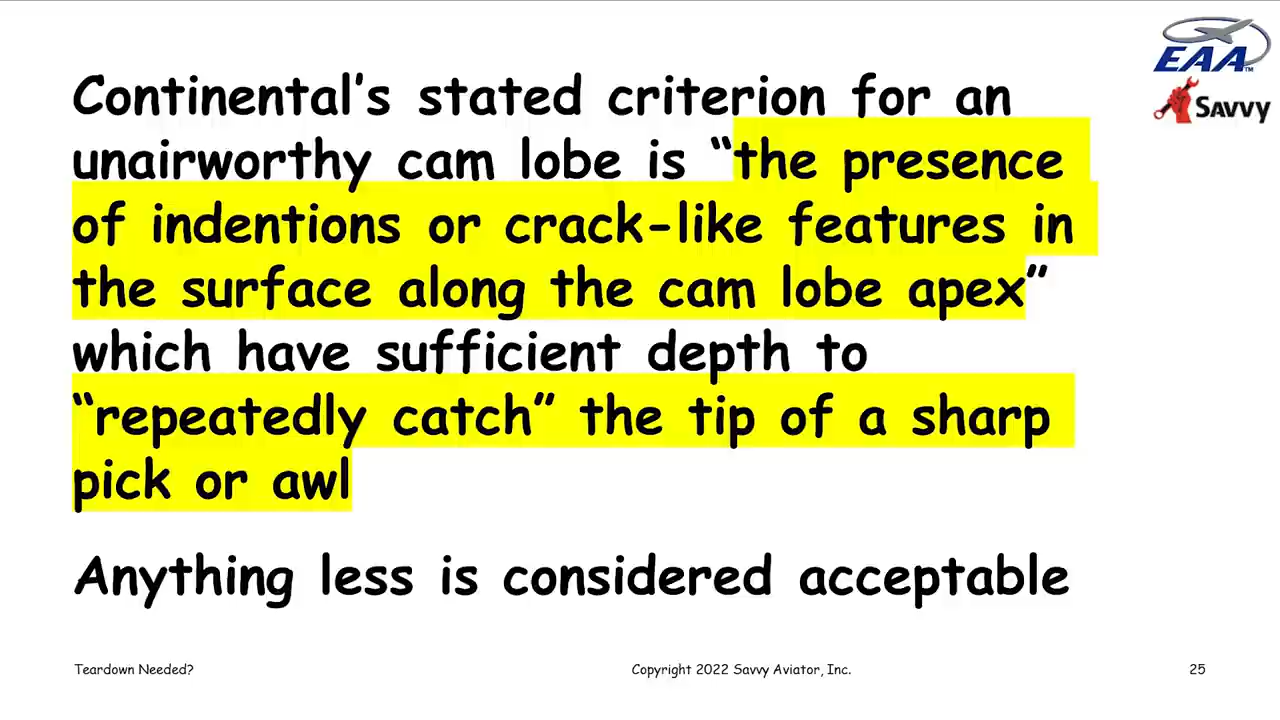 EAA™
Savvy
Continental’s stated criterion for an
unairworthy cam lobe is “the presence
of indentions or crack-like features in
the surface along the cam lobe apex”
which have sufficient depth to
“repeatedly catch” the tip of a sharp
pick or awl
Anything less is considered acceptable
Teardown Needed? Copyright 2022 Savvy Aviator, Inc. 25